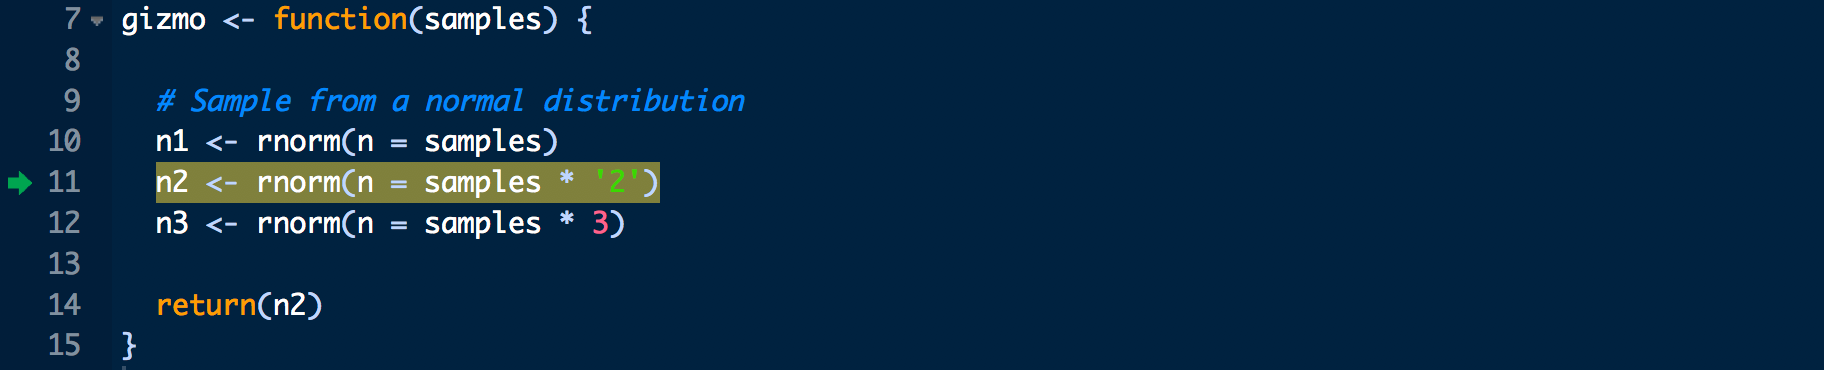 7 gizmo <- function(samples) {
8
9 # Sample from a normal distribution
10 n1 <- rnorm(n = samples)
11 n2 <- rnorm(n = samples * '2')
12 n3 <- rnorm(n = samples * 3)
13
14 return(n2)
15 }